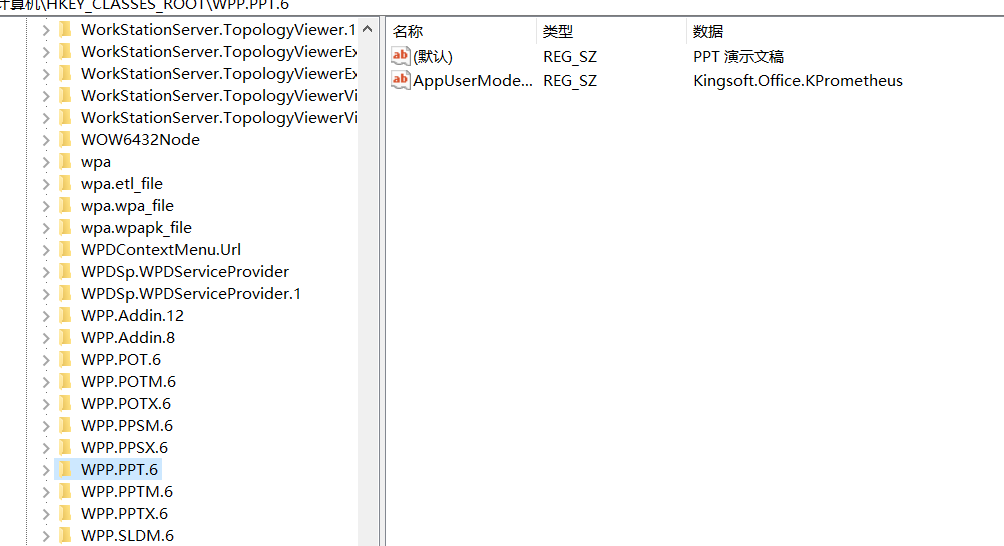 计算机\HKEY_CLASSES_ROOT\WPP.PPT.6
WorkStationServer.TopologyViewer.1
WorkStationServer.TopologyViewerEx
WorkStationServer.TopologyViewerEx
WorkStationServer.TopologyViewerVi
WorkStationServer.TopologyViewerVi
WOW6432Node
wpa
wpa.etl_file
wpa.wpa_file
wpa.wpapk_file
WPDContextMenu.Url
WPDSp.WPDServiceProvider
WPDSp.WPDServiceProvider.1
WPP.Addin.12
WPP.Addin.8
WPP.POT.6
WPP.POTM.6
WPP.POTX.6
WPP.PPSM.6
WPP.PPSX.6
WPP.PPT.6
WPP.PPTM.6
WPP.PPTX.6
WPP.SLDM.6
名称 类型 数据
ab (默认) REG_SZ PPT 演示文稿
ab AppUserMode... REG_SZ Kingsoft.Office.KPrometheus